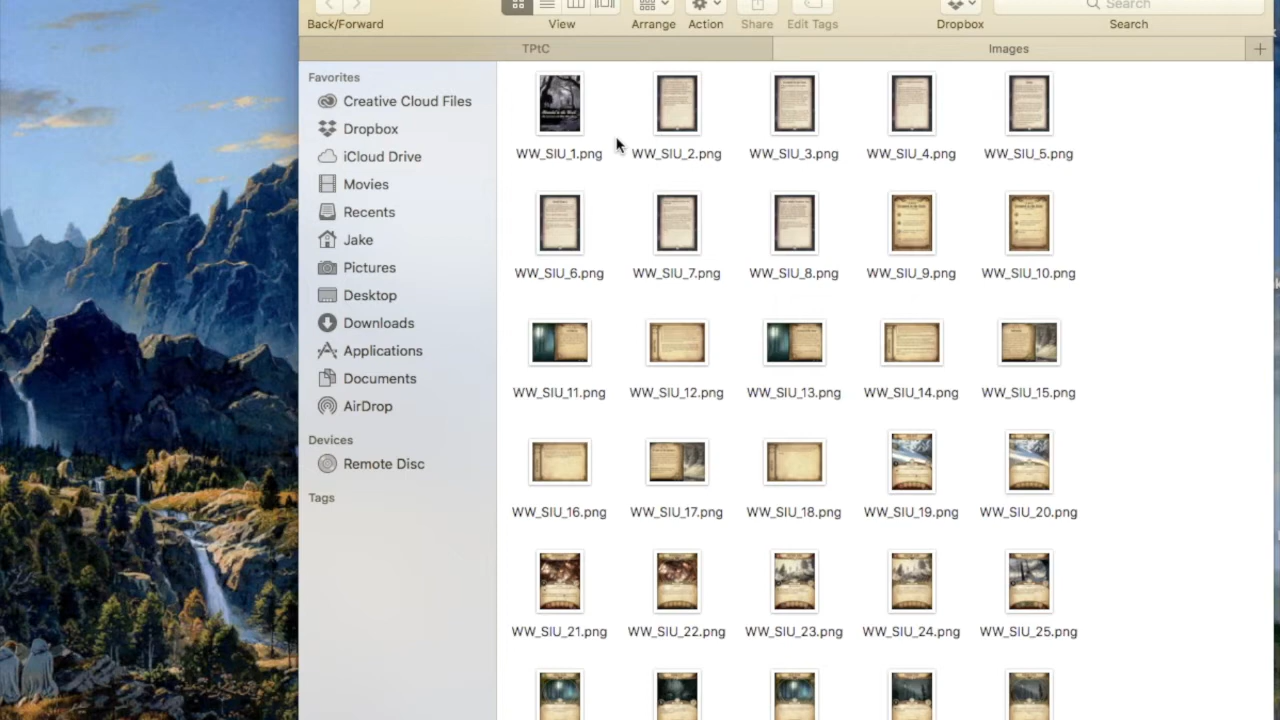 Search
Back/Forward View Arrange Action Share Edit Tags Dropbox Search
TPtC Images
Favorites
Creative Cloud Files
Dropbox
iCloud Drive
Movies
Recents
Jake
Pictures
Desktop
Downloads
Applications
Documents
AirDrop
Devices
Remote Disc
Tags
WW_SIU_1.png WW_SIU_2.png WW_SIU_3.png WW_SIU_4.png WW_SIU_5.png
WW_SIU_6.png WW_SIU_7.png WW_SIU_8.png WW_SIU_9.png WW_SIU_10.png
WW_SIU_11.png WW_SIU_12.png WW_SIU_13.png WW_SIU_14.png WW_SIU_15.png
WW_SIU_16.png WW_SIU_17.png WW_SIU_18.png WW_SIU_19.png WW_SIU_20.png
WW_SIU_21.png WW_SIU_22.png WW_SIU_23.png WW_SIU_24.png WW_SIU_25.png